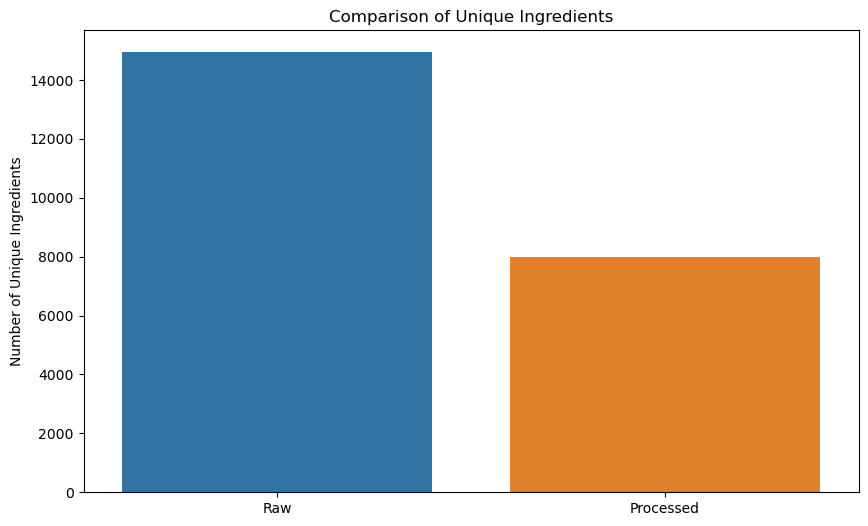 Comparison of Unique Ingredients
Number of Unique Ingredients
14000
12000
10000
8000
6000
4000
2000
0
Raw
Processed